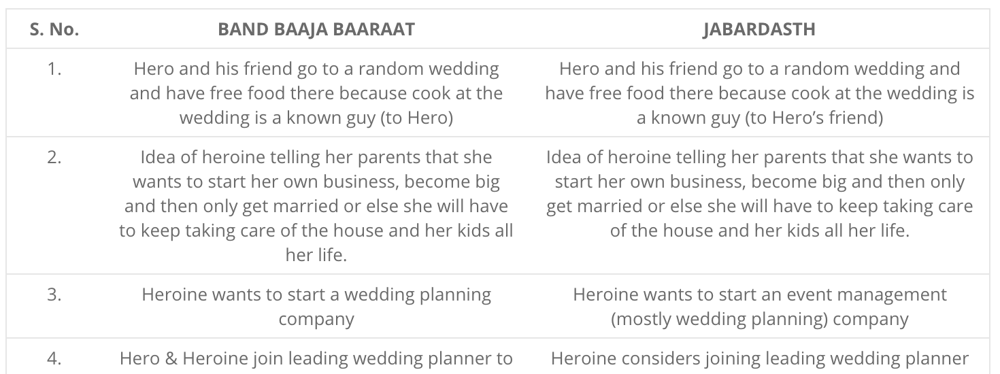 S. No. BAND BAAJA BAARAAT JABARDASTH
1. Hero and his friend go to a random wedding Hero and his friend go to a random wedding and
and have free food there because cook at the have free food there because cook at the wedding is
wedding is a known guy (to Hero) a known guy (to Hero’s friend)
2. Idea of heroine telling her parents that she Idea of heroine telling her parents that she wants to
wants to start her own business, become big start her own business, become big and then only
and then only get married or else she will have get married or else she will have to keep taking care
to keep taking care of the house and her kids all of the house and her kids all her life.
her life.
3. Heroine wants to start a wedding planning Heroine wants to start an event management
company (mostly wedding planning) company
4. Hero & Heroine join leading wedding planner to Heroine considers joining leading wedding planner